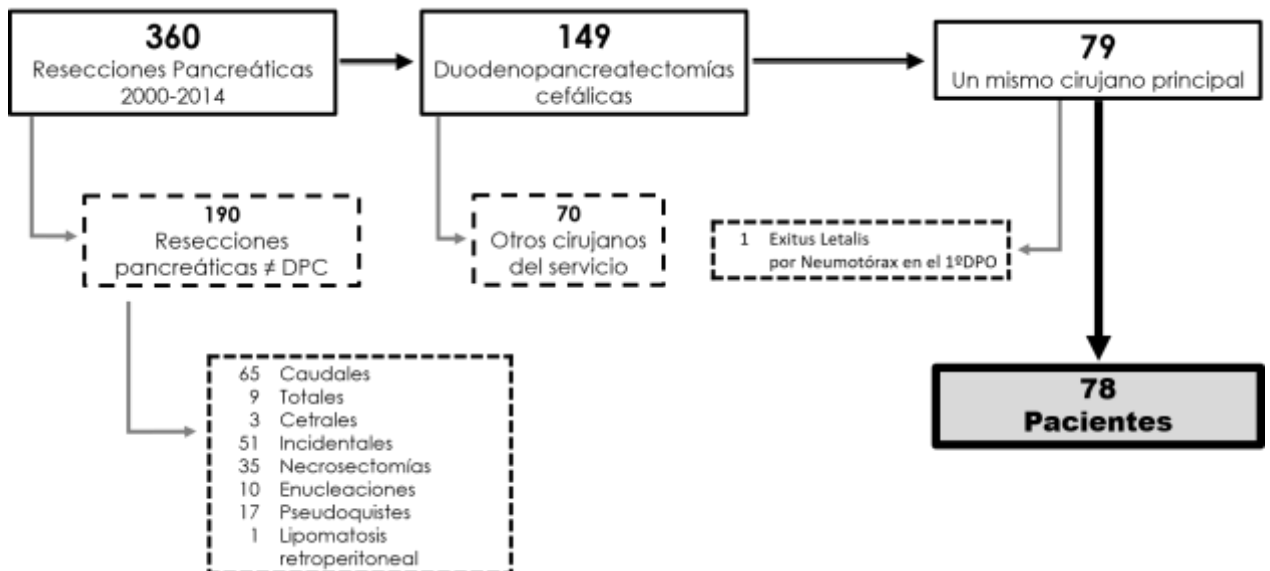 360
Resecciones Pancreáticas
2000-2014
149
Duodenopancreatectomías
cefálicas
79
Un mismo cirujano principal
190
Resecciones
pancreáticas ≠ DPC
70
Otros cirujanos
del servicio
1 Exitus Letalis
por Neumotórax en el 1ºDPO
65 Caudales
9 Totales
3 Cetrales
51 Incidentales
35 Necrosectomías
10 Enucleaciones
17 Pseudoquistes
1 Lipomatosis
retroperitoneal
78
Pacientes